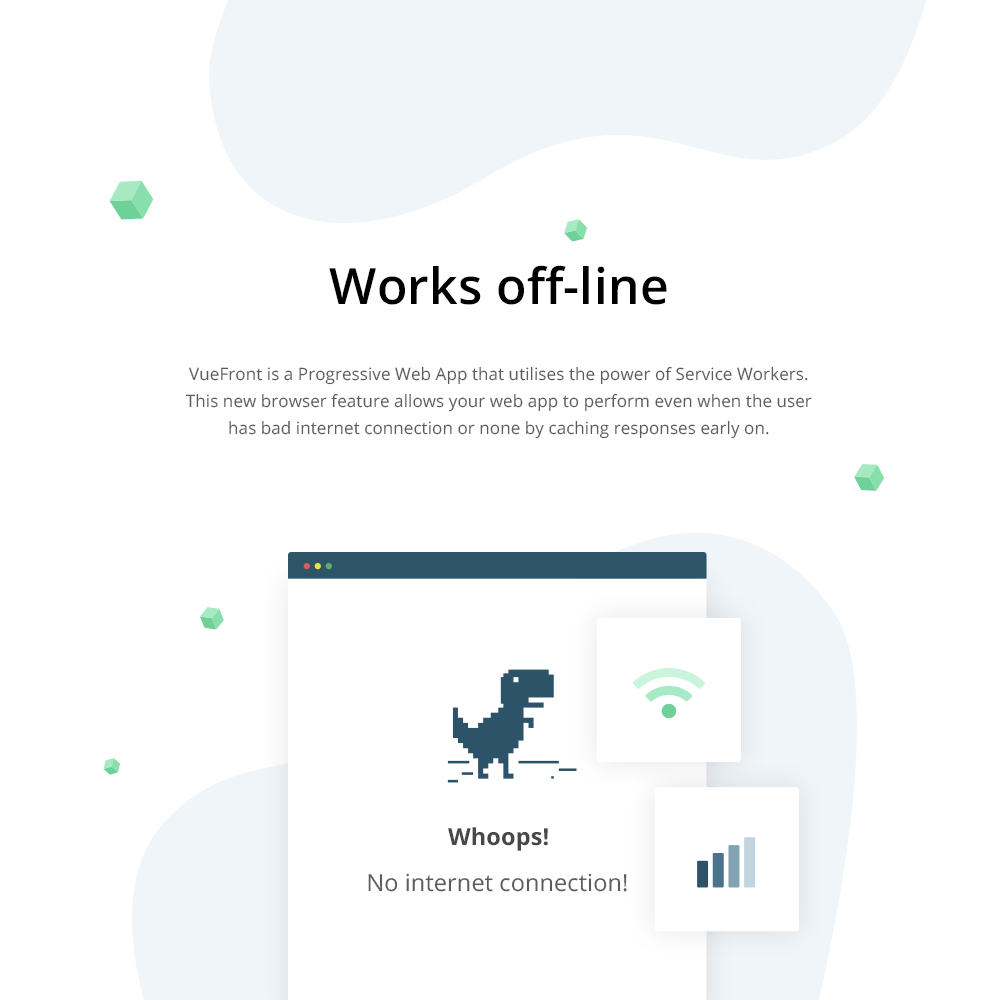 Works off-line
VueFront is a Progressive Web App that utilises the power of Service Workers.
This new browser feature allows your web app to perform even when the user
has bad internet connection or none by caching responses early on.
Whoops!
No internet connection!